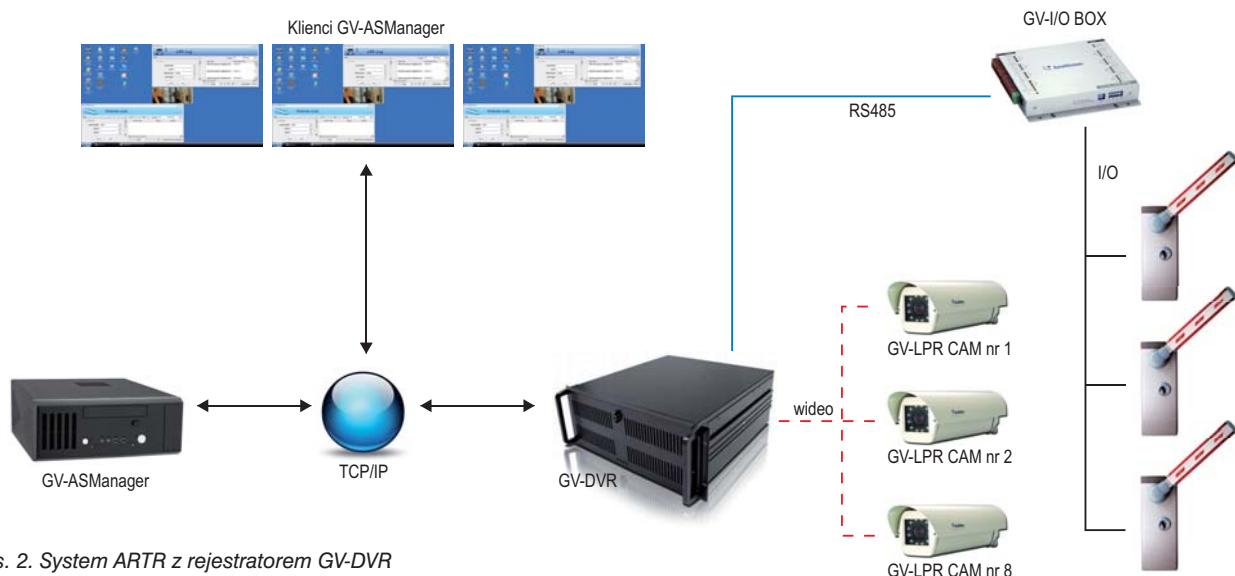 Klienci GV-ASManager
GV-I/O BOX
RS485
I/O
GV-LPR CAM nr 1
wideo
GV-LPR CAM nr 2
GV-ASManager
TCP/IP
GV-DVR
GV-LPR CAM nr 8
s. 2. System ARTR z rejestratorem GV-DVR